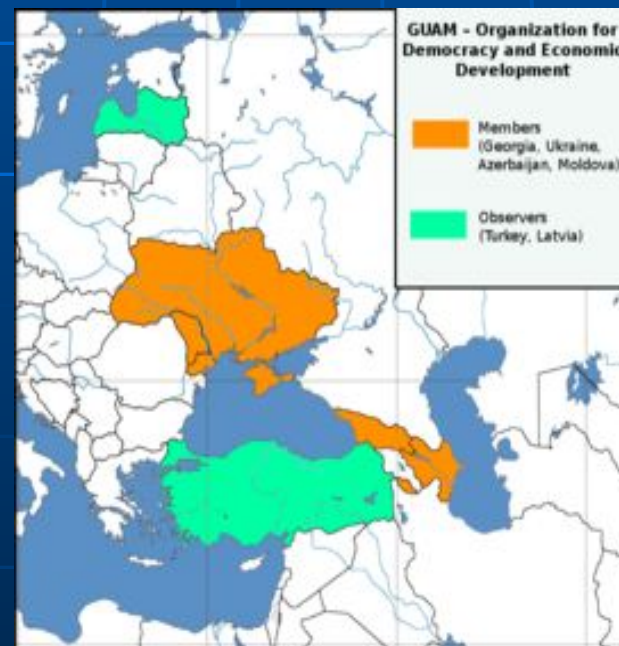 GUAM – Organization for
Democracy and Economic
Development
Members
(Georgia, Ukraine,
Azerbaijan, Moldova)
Observers
(Turkey, Latvia)